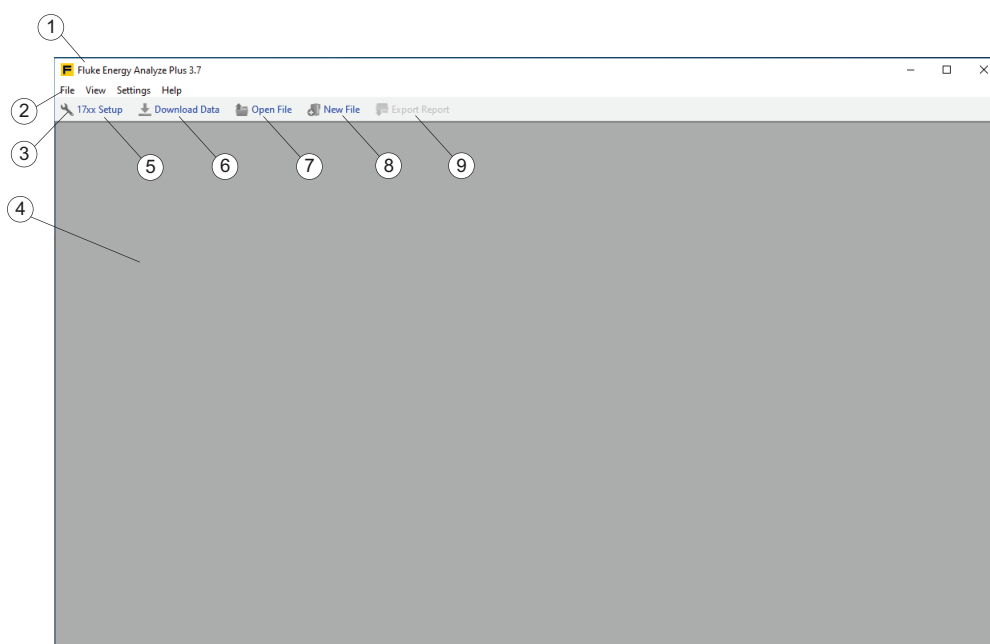 1
F Fluke Energy Analyze Plus 3.7
File View Settings Help
2
17xx Setup Download Data Open File New File Export Report
3
5 6 7 8 9
4